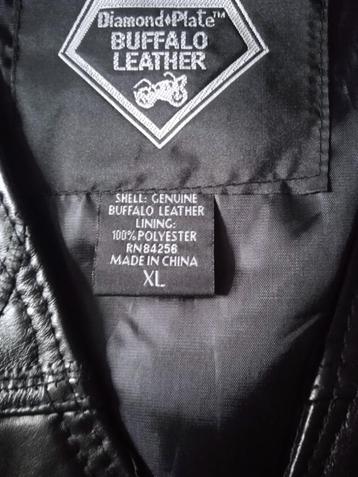 Diamond Plate™
BUFFALO
LEATHER
SHELL: GENUINE
BUFFALO LEATHER
LINING:
100% POLYESTER
RN84256
MADE IN CHINA
XL